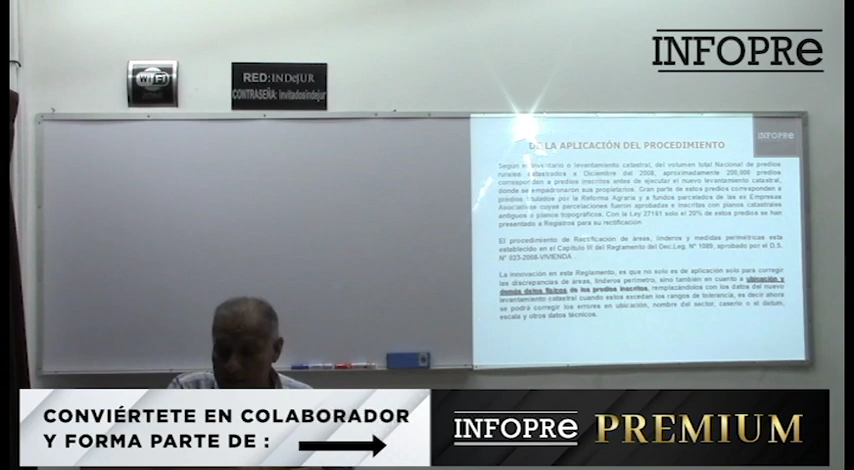 INFOPRe
WiFi
RED: INDeJUR
CONTRASEÑA: invitadosindejur
INFOPRe
DE LA APLICACIÓN DEL PROCEDIMIENTO
Según el inventario o levantamiento catastral, del volumen total Nacional de predios
rurales catastrados a Diciembre del 2008, aproximadamente 200,000 predios
corresponden a predios inscritos antes de ejecutar el nuevo levantamiento catastral,
donde se empadronaron sus propietarios. Gran parte de estos predios corresponden a
predios titulados por la Reforma Agraria y a fundos parcelados de las ex Empresas
Asociativas cuyas parcelaciones fueron aprobadas e inscritas con planos catastrales
antiguos o planos topográficos. Con la Ley 27161 solo el 20% de estos predios se han
presentado a Registros para su rectificación
El procedimiento de Rectificación de áreas, linderos y medidas perimétricas esta
establecido en el Capítulo III del Reglamento del Dec.Leg. N° 1089, aprobado por el D.S.
N° 023-2008-VIVIENDA .
La innovación en este Reglamento, es que no solo es de aplicación solo para corregir
las discrepancias de áreas, linderos perímetro, sino también en cuanto a ubicación y
demás datos físicos de los predios inscritos, remplazándolos con los datos del nuevo
levantamiento catastral cuando estos excedan los rangos de tolerancia, es decir ahora
se podrá corregir los errores en ubicación, nombre del sector, caserío o al datum,
escala y otros datos técnicos.
CONVIÉRTETE EN COLABORADOR
Y FORMA PARTE DE :
INFOPRe PREMIUM